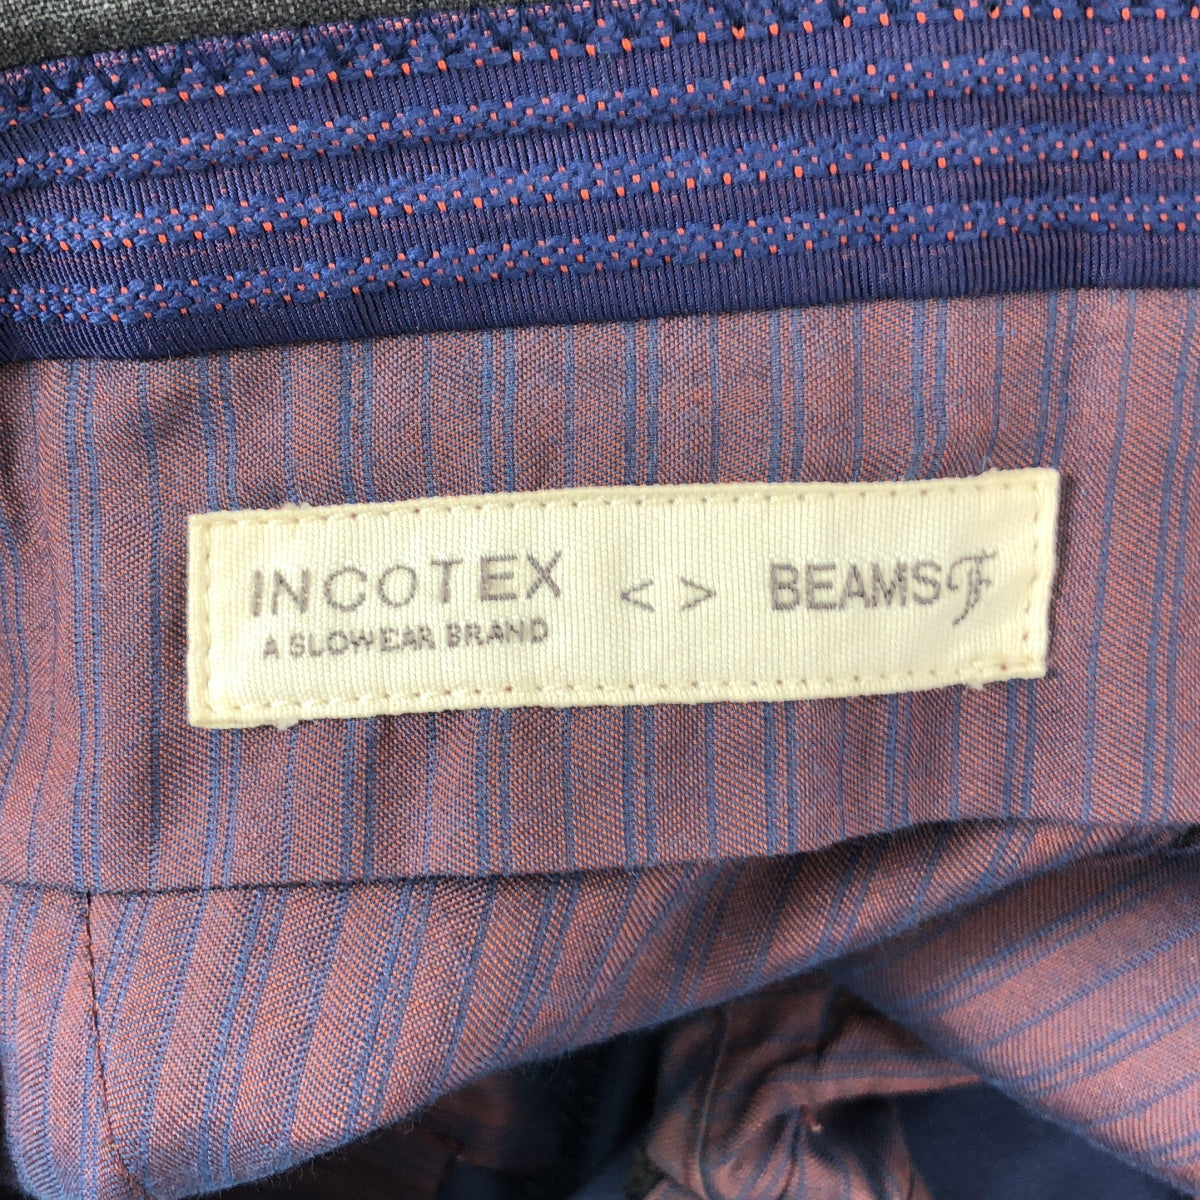 INCOTEX < > BEAMS F
A SLOWEAR BRAND